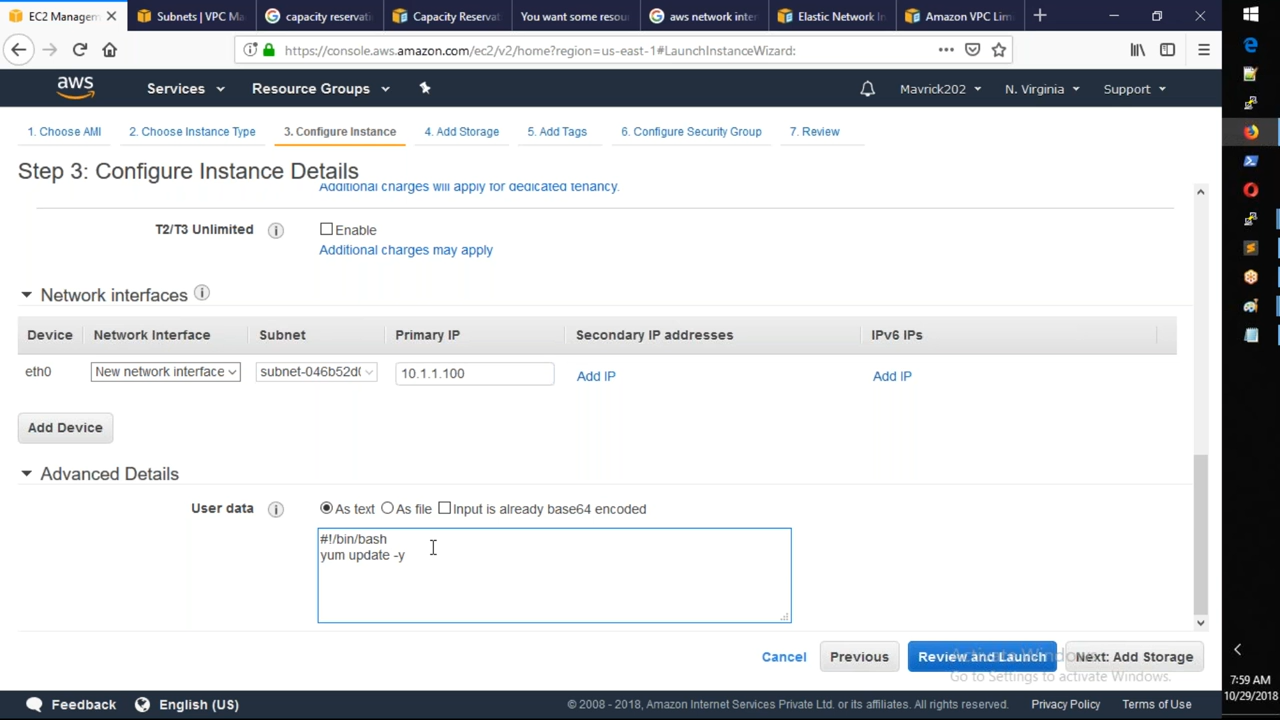 EC2 Managem
Subnets | VPC Ma
capacity reservati
Capacity Reservat
You want some resou
aws network inter
Elastic Network In
Amazon VPC Lim
https://console.aws.amazon.com/ec2/v2/home?region=us-east-1#LaunchInstanceWizard:
aws
Services
Resource Groups
Mavrick202
N. Virginia
Support
1. Choose AMI
2. Choose Instance Type
3. Configure Instance
4. Add Storage
5. Add Tags
6. Configure Security Group
7. Review
Step 3: Configure Instance Details
Additional charges will apply for dedicated tenancy.
T2/T3 Unlimited
Enable
Additional charges may apply
Network interfaces
Device
Network Interface
Subnet
Primary IP
Secondary IP addresses
IPv6 IPs
eth0
New network interface
subnet-046b52d0
10.1.1.100
Add IP
Add IP
Add Device
Advanced Details
User data
As text
As file
Input is already base64 encoded
#!/bin/bash
yum update -y
Cancel
Previous
Review and Launch
Next: Add Storage
Activate Windows
Go to Settings to activate Windows.
7:59 AM
10/29/2018
Feedback
English (US)
© 2008 - 2018, Amazon Internet Services Private Ltd. or its affiliates. All rights reserved.
Privacy Policy
Terms of Use